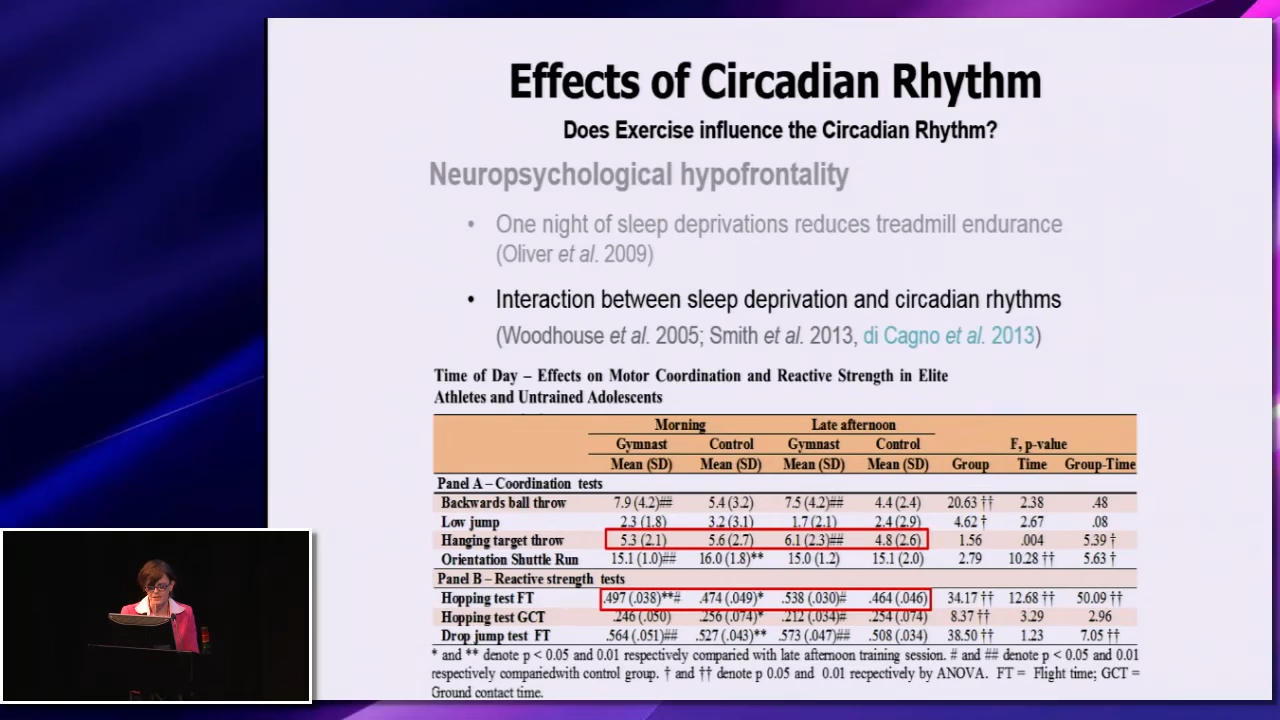 Effects of Circadian Rhythm
Does Exercise influence the Circadian Rhythm?
Neuropsychological hypofrontality
• One night of sleep deprivations reduces treadmill endurance
(Oliver et al. 2009)
• Interaction between sleep deprivation and circadian rhythms
(Woodhouse et al. 2005; Smith et al. 2013, di Cagno et al. 2013)
Time of Day – Effects on Motor Coordination and Reactive Strength in Elite
Athletes and Untrained Adolescents
Morning Late afternoon
Gymnast Control Gymnast Control F, p-value
Mean (SD) Mean (SD) Mean (SD) Mean (SD) Group Time Group-Time
Panel A – Coordination tests
Backwards ball throw 7.9 (4.2)## 5.4 (3.2) 7.5 (4.2)## 4.4 (2.4) 20.63 †† 2.38 .48
Low jump 2.3 (1.8) 3.2 (3.1) 1.7 (2.1) 2.4 (2.9) 4.62 † 2.67 .08
Hanging target throw 5.3 (2.1) 5.6 (2.7) 6.1 (2.3)## 4.8 (2.6) 1.56 .004 5.39 †
Orientation Shuttle Run 15.1 (1.0)## 16.0 (1.8)** 15.0 (1.2) 15.1 (2.0) 2.79 10.28 †† 5.63 †
Panel B – Reactive strength tests
Hopping test FT .497 (.038)**# .474 (.049)* .538 (.030)# .464 (.046) 34.17 †† 12.68 †† 50.09 ††
Hopping test GCT .246 (.050) .256 (.074)* .212 (.034)# .254 (.074) 8.37 †† 3.29 2.96
Drop jump test FT .564 (.051)## .527 (.043)** .573 (.047)## .508 (.034) 38.50 †† 1.23 7.05 ††
* and ** denote p < 0.05 and 0.01 respectively comparied with late afternoon training session. # and ## denote p < 0.05 and 0.01
respectively compariedwith control group. † and †† denote p 0.05 and 0.01 recpectively by ANOVA. FT = Flight time; GCT =
Ground contact time.